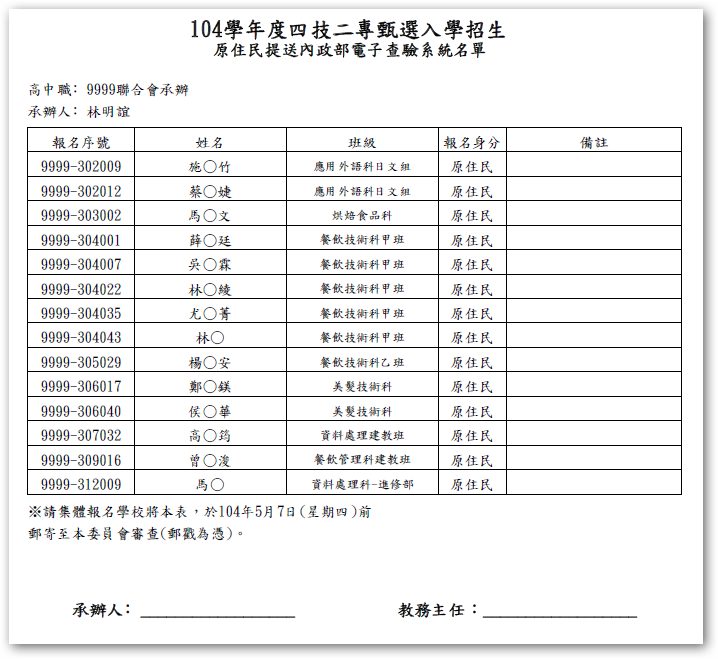 104學年度四技二專甄選入學招生
原住民提送內政部電子查驗系統名單
高中職: 9999聯合會承辦
承辦人: 林明誼
報名序號 姓名 班級 報名身分 備註
9999-302009 施○竹 應用外語科日文組 原住民
9999-302012 蔡○婕 應用外語科日文組 原住民
9999-303002 馬○文 烘焙食品科 原住民
9999-304001 薛○廷 餐飲技術科甲班 原住民
9999-304007 吳○霖 餐飲技術科甲班 原住民
9999-304022 林○綾 餐飲技術科甲班 原住民
9999-304035 尤○菁 餐飲技術科甲班 原住民
9999-304043 林○ 餐飲技術科甲班 原住民
9999-305029 楊○安 餐飲技術科乙班 原住民
9999-306017 鄭○鎂 美髮技術科 原住民
9999-306040 侯○華 美髮技術科 原住民
9999-307032 高○筠 資料處理建教班 原住民
9999-309016 曾○浚 餐飲管理科建教班 原住民
9999-312009 馬○ 資料處理科-進修部 原住民
※請集體報名學校將本表，於104年5月7日(星期四)前
郵寄至本委員會審查(郵戳為憑)。
承辦人: ____________________ 教務主任：____________________